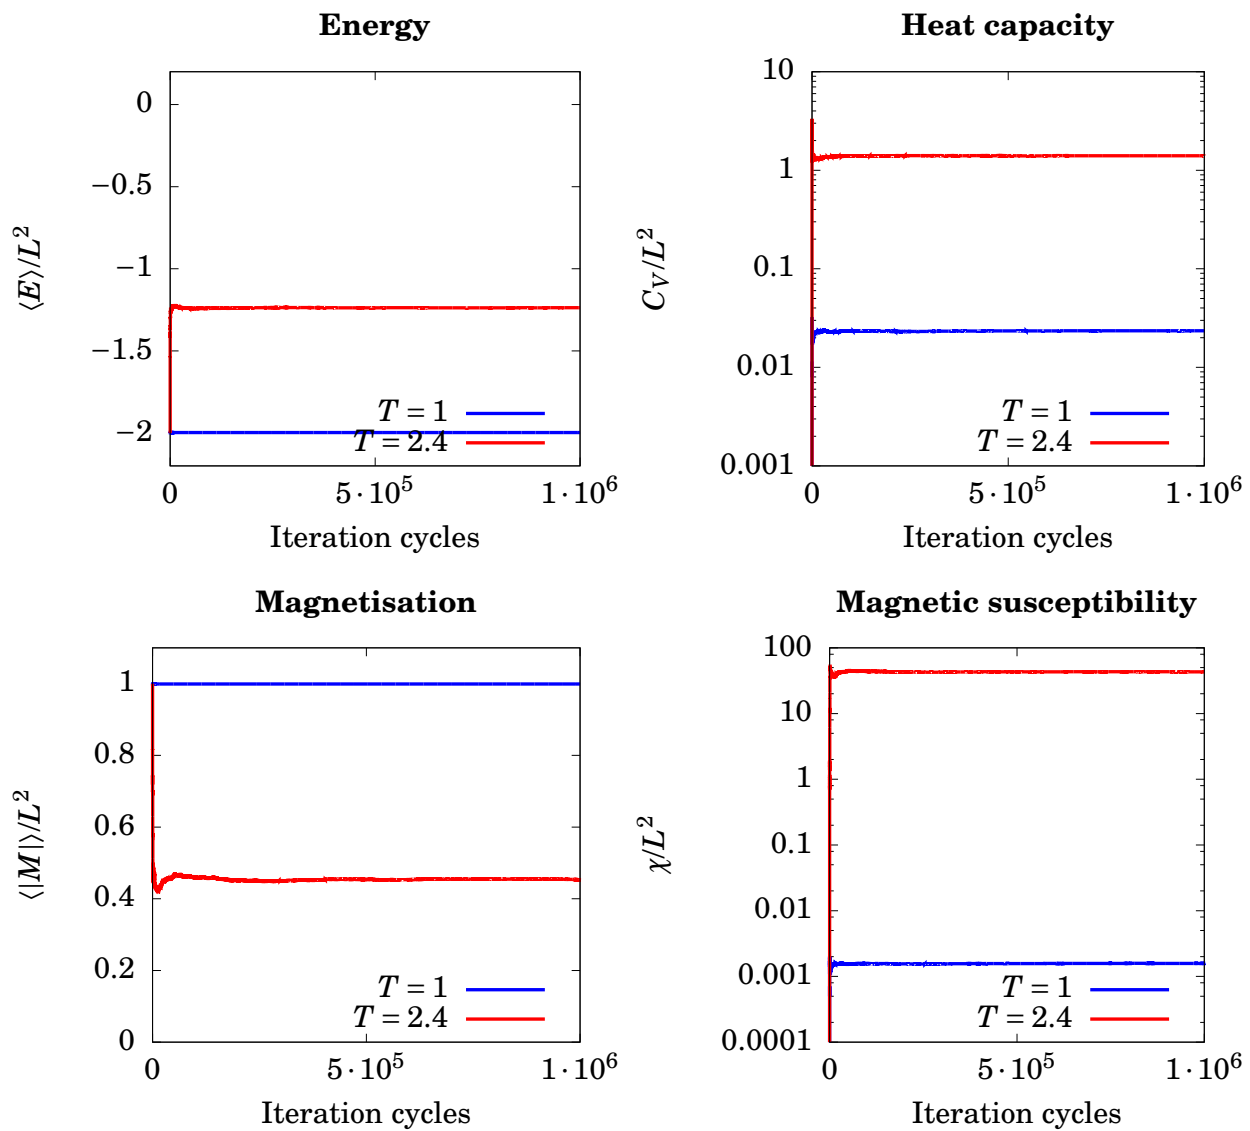 Energy
⟨E⟩/L²
0
−0.5
−1
−1.5
−2
T = 1
T = 2.4
0
5·10⁵
1·10⁶
Iteration cycles
Heat capacity
C_V/L²
10
1
0.1
0.01
0.001
T = 1
T = 2.4
0
5·10⁵
1·10⁶
Iteration cycles
Magnetisation
⟨|M|⟩/L²
1
0.8
0.6
0.4
0.2
0
T = 1
T = 2.4
0
5·10⁵
1·10⁶
Iteration cycles
Magnetic susceptibility
χ/L²
100
10
1
0.1
0.01
0.001
0.0001
T = 1
T = 2.4
0
5·10⁵
1·10⁶
Iteration cycles